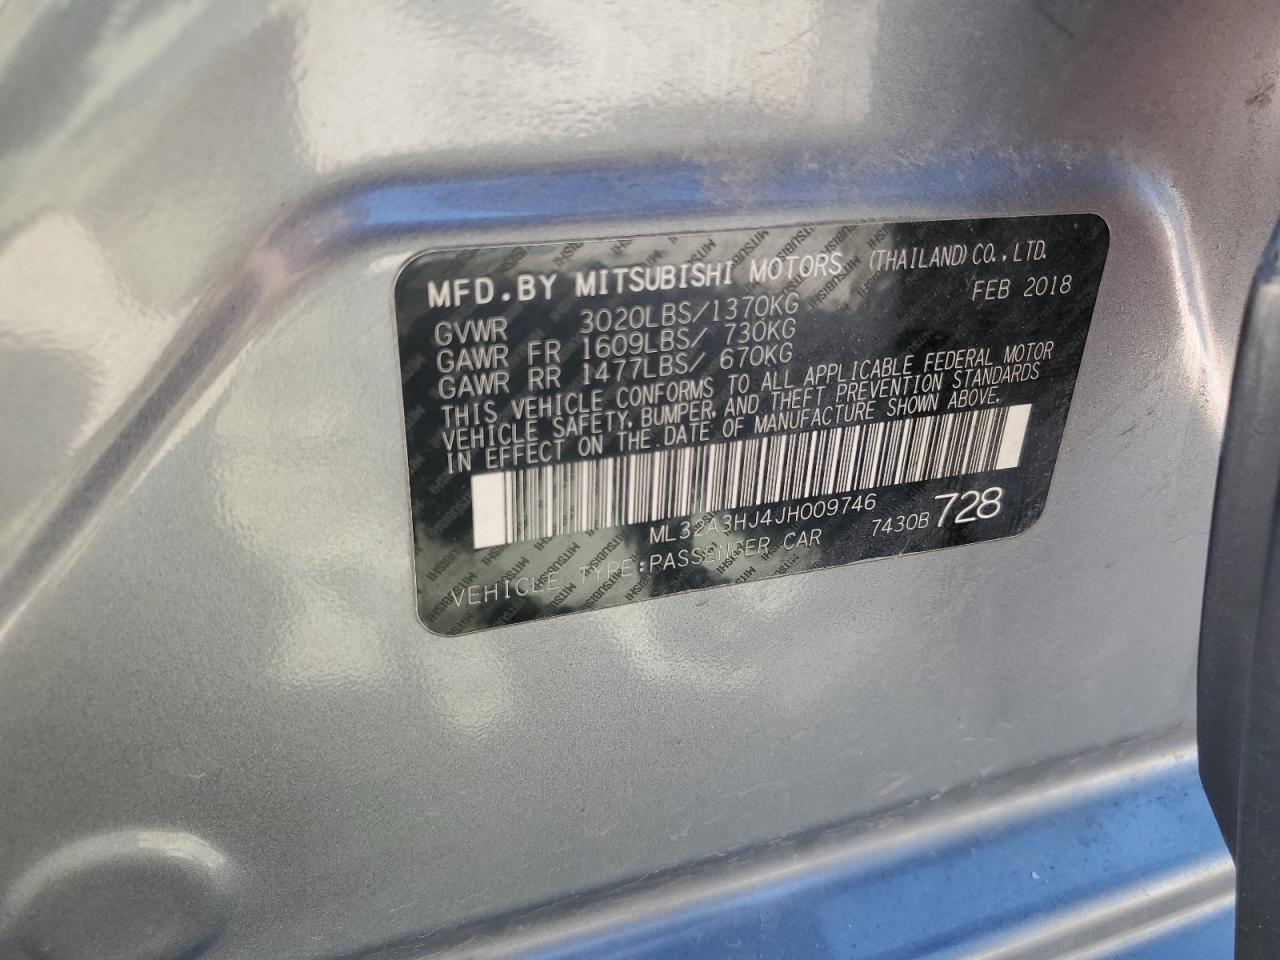 MFD.BY MITSUBISHI MOTORS (THAILAND) CO., LTD.
FEB 2018
GVWR 3020LBS/1370KG
GAWR FR 1609LBS/ 730KG
GAWR RR 1477LBS/ 670KG
THIS VEHICLE CONFORMS TO ALL APPLICABLE FEDERAL MOTOR
VEHICLE SAFETY, BUMPER, AND THEFT PREVENTION STANDARDS
IN EFFECT ON THE DATE OF MANUFACTURE SHOWN ABOVE.
ML32A3HJ4JH009746 7430B 728
VEHICLE TYPE:PASSENGER CAR